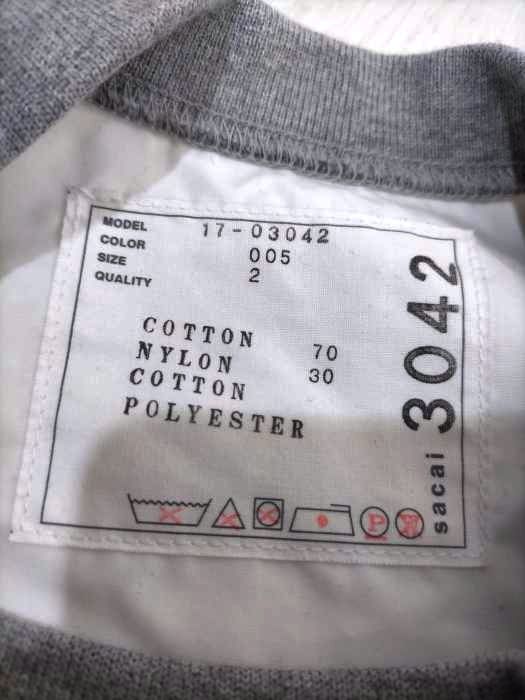 MODEL 17-03042
COLOR 005
SIZE 2
QUALITY
COTTON 70
NYLON 30
COTTON
POLYESTER
P
W
sacai 3042